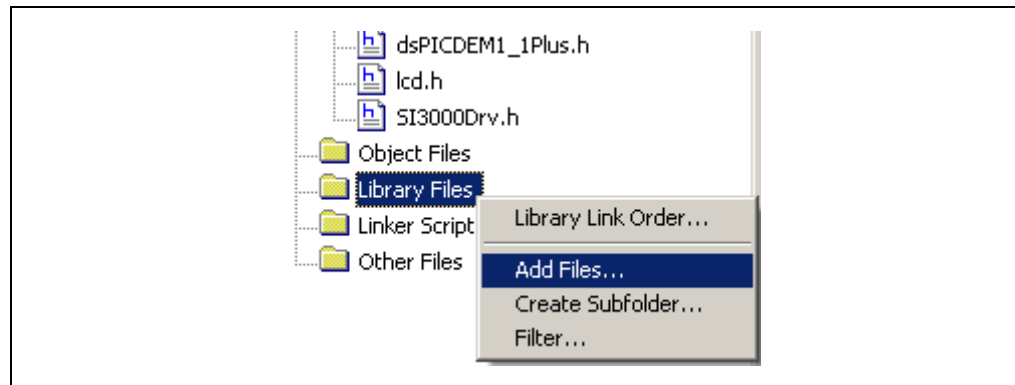 dsPICDEM1_1Plus.h
lcd.h
SI3000Drv.h
Object Files
Library Files
Linker Script
Other Files
Library Link Order...
Add Files...
Create Subfolder...
Filter...